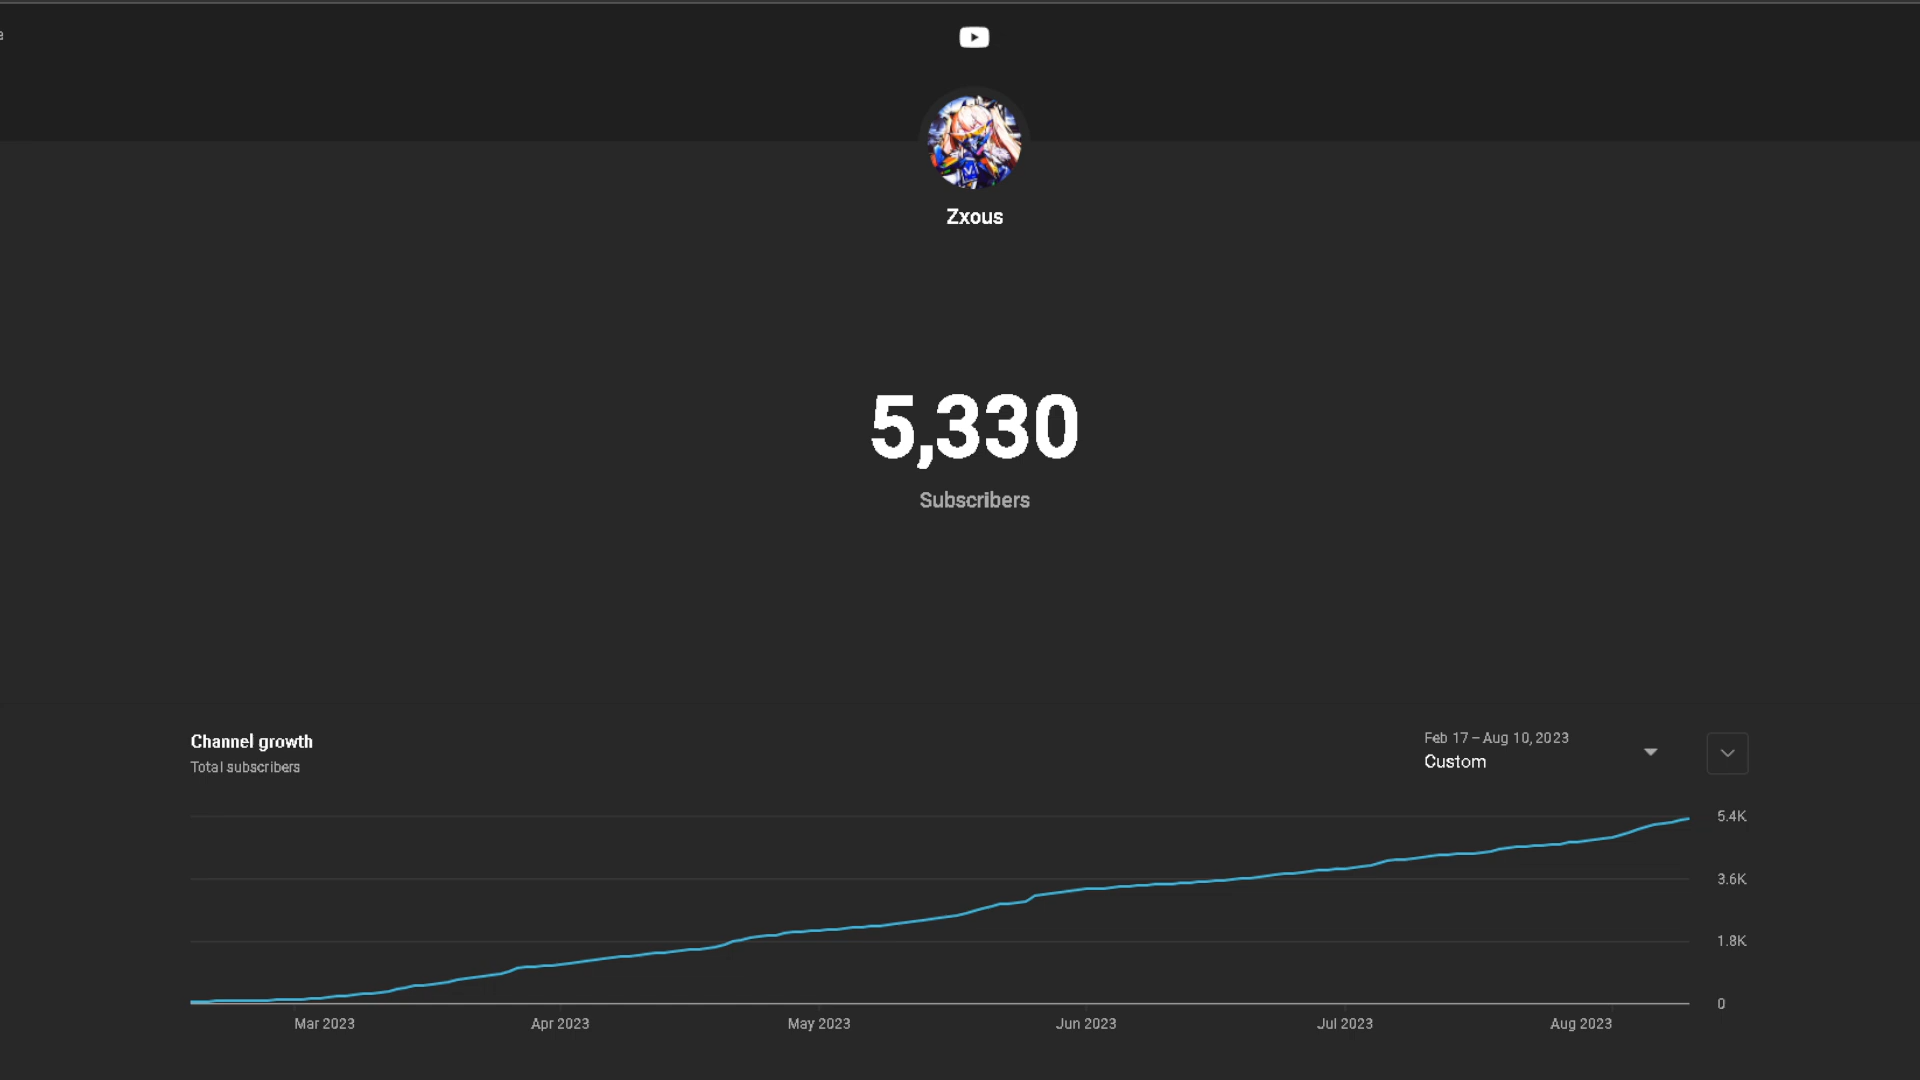 e
Zxous
5,330
Subscribers
Channel growth
Total subscribers
Feb 17 – Aug 10, 2023
Custom
5.4K
3.6K
1.8K
0
Mar 2023
Apr 2023
May 2023
Jun 2023
Jul 2023
Aug 2023